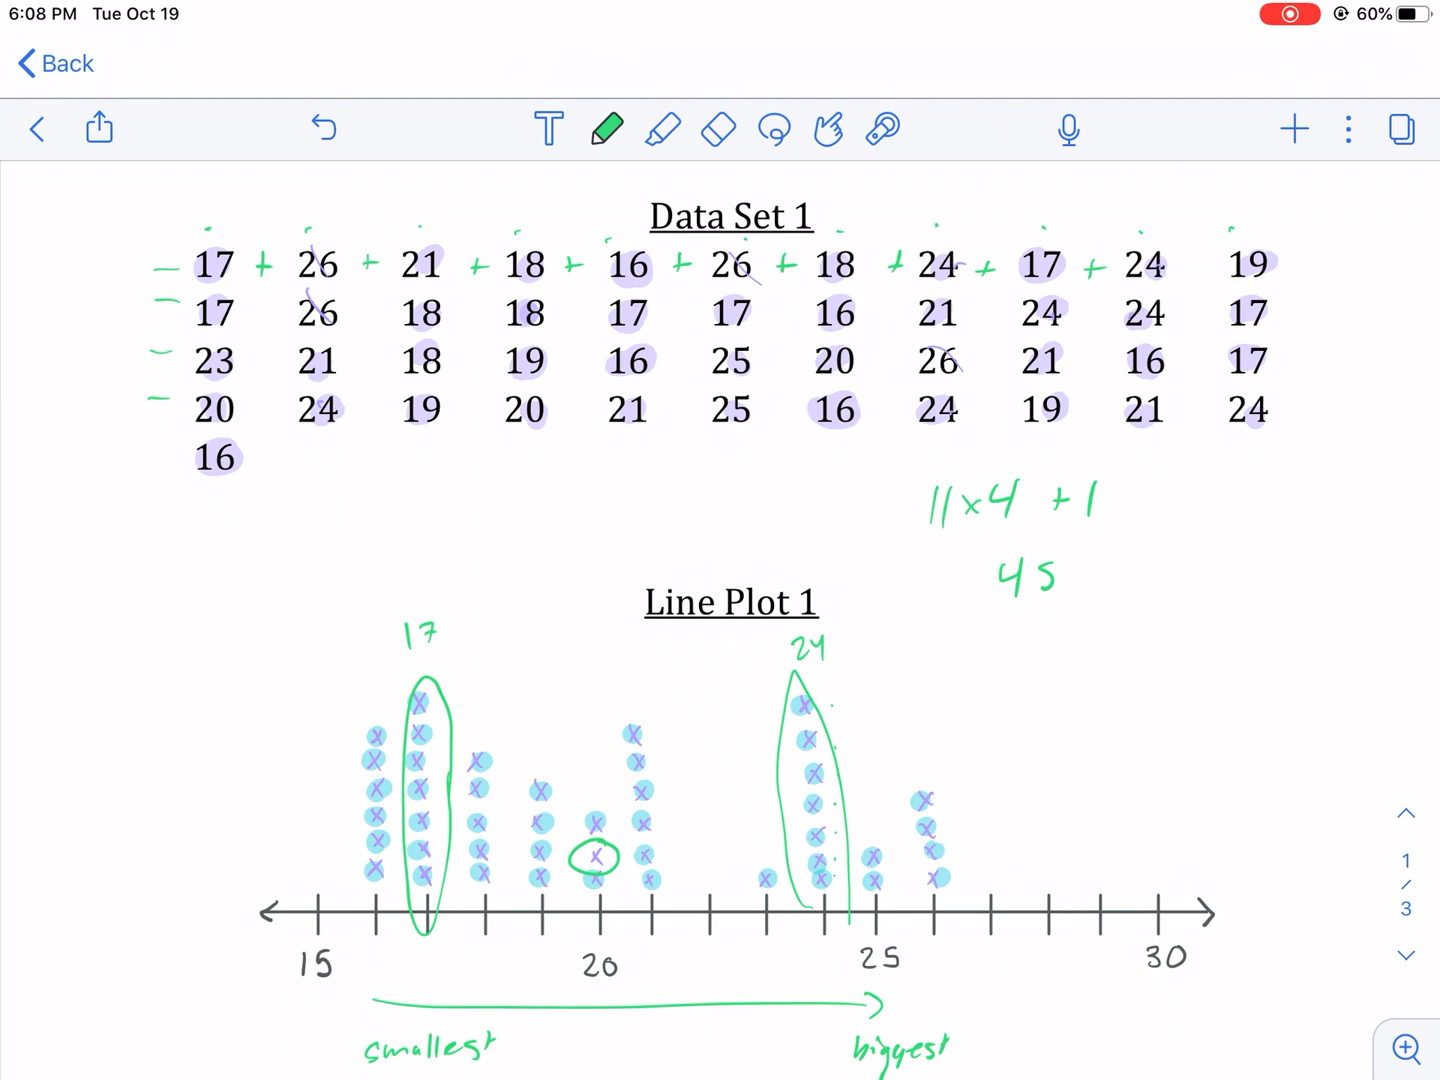 6:08 PM Tue Oct 19 60%
Back
Data Set 1
17 + 26 + 21 + 18 + 16 + 26 + 18 + 24 + 17 + 24 19
17 26 18 18 17 17 16 21 24 24 17
23 21 18 19 16 25 20 26 21 16 17
20 24 19 20 21 25 16 24 19 21 24
16
11x4 + 1
45
Line Plot 1
17 24
15 20 25 30
smallest biggest
1
/
3